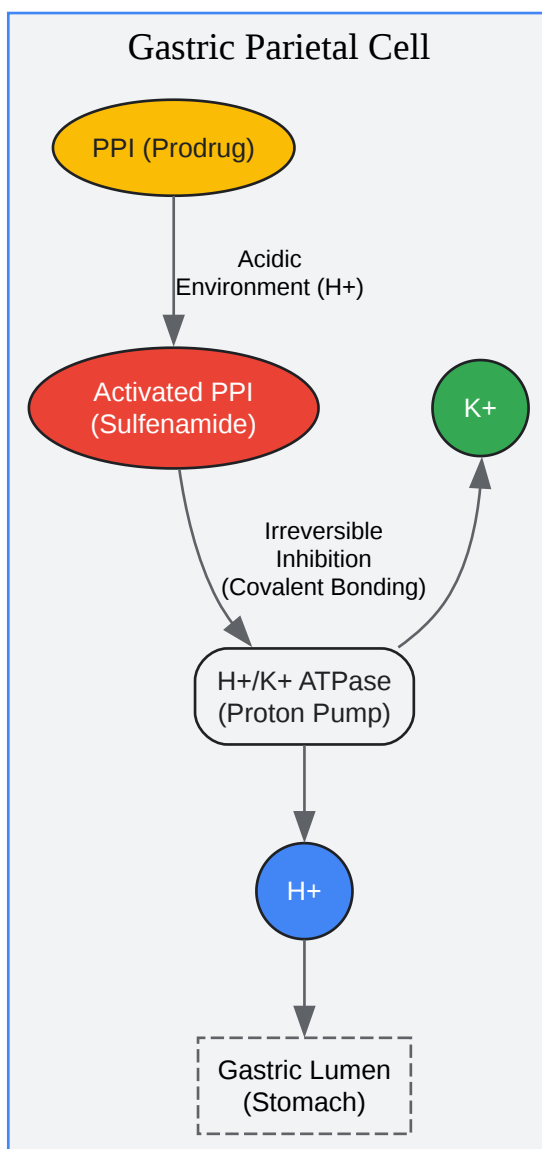 Gastric Parietal Cell
PPI (Prodrug)
Acidic
Environment (H+)
Activated PPI
(Sulfenamide)
K+
Irreversible
Inhibition
(Covalent Bonding)
H+/K+ ATPase
(Proton Pump)
H+
Gastric Lumen
(Stomach)